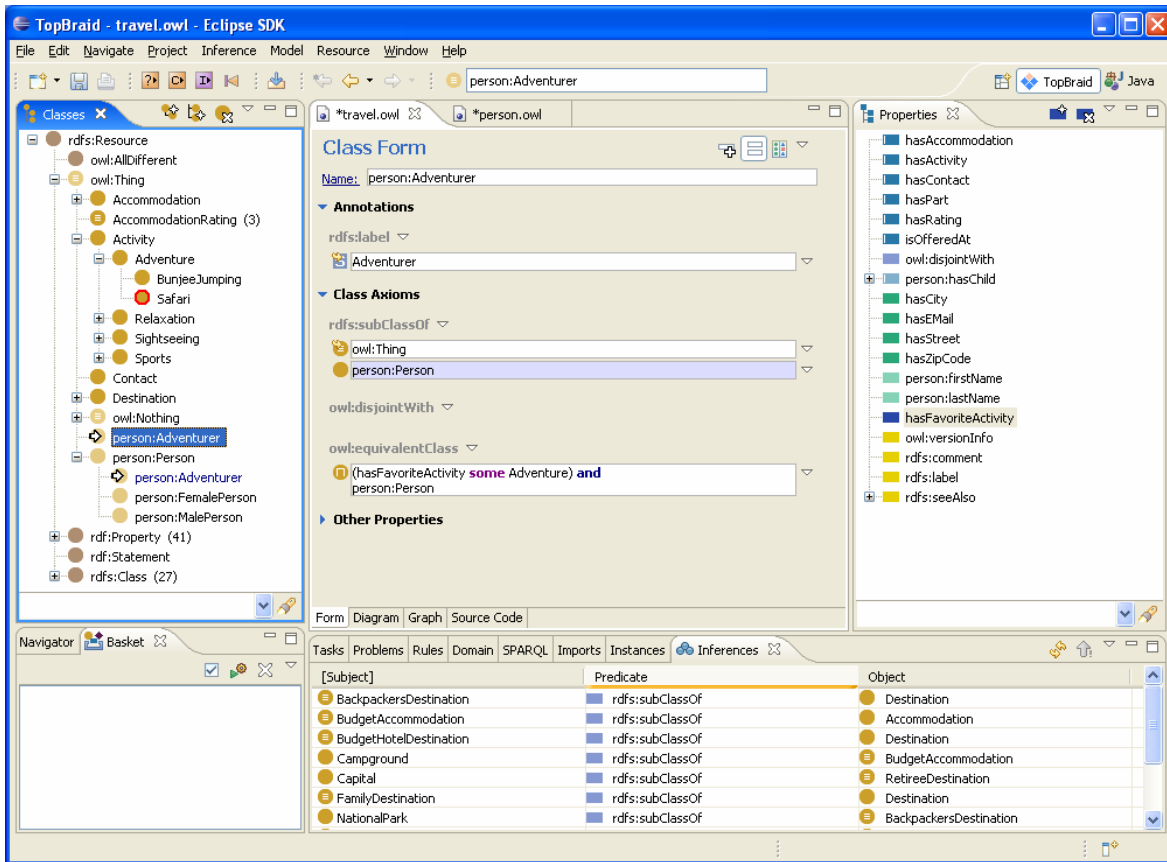 TopBraid - travel.owl - Eclipse SDK
File Edit Navigate Project Inference Model Resource Window Help
person:Adventurer
TopBraid Java
Classes
rdfs:Resource
owl:AllDifferent
owl:Thing
Accommodation
AccommodationRating (3)
Activity
Adventure
BunjeeJumping
Safari
Relaxation
Sightseeing
Sports
Contact
Destination
owl:Nothing
person:Adventurer
person:Person
person:Adventurer
person:FemalePerson
person:MalePerson
rdf:Property (41)
rdf:Statement
rdfs:Class (27)
*travel.owl *person.owl
Class Form
Name: person:Adventurer
Annotations
rdfs:label
Adventurer
Class Axioms
rdfs:subClassOf
owl:Thing
person:Person
owl:disjointWith
owl:equivalentClass
(hasFavoriteActivity some Adventure) and
person:Person
Other Properties
Form Diagram Graph Source Code
Properties
hasAccommodation
hasActivity
hasContact
hasPart
hasRating
isOfferedAt
owl:disjointWith
person:hasChild
hasCity
hasEMail
hasStreet
hasZipCode
person:firstName
person:lastName
hasFavoriteActivity
owl:versionInfo
rdfs:comment
rdfs:label
rdfs:seeAlso
Navigator Basket
Tasks Problems Rules Domain SPARQL Imports Instances Inferences
[Subject] Predicate Object
BackpackersDestination rdfs:subClassOf Destination
BudgetAccommodation rdfs:subClassOf Accommodation
BudgetHotelDestination rdfs:subClassOf Destination
Campground rdfs:subClassOf BudgetAccommodation
Capital rdfs:subClassOf RetireeDestination
FamilyDestination rdfs:subClassOf Destination
NationalPark rdfs:subClassOf BackpackersDestination